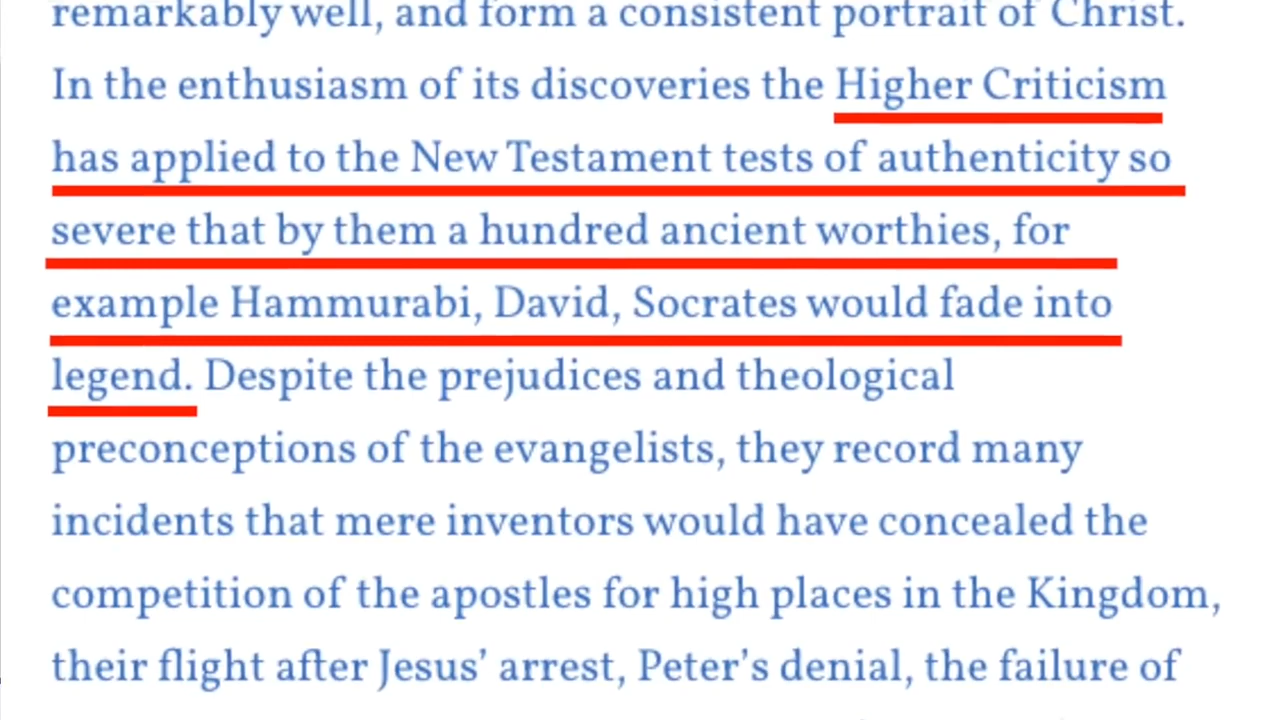 remarkably well, and form a consistent portrait of Christ.
In the enthusiasm of its discoveries the Higher Criticism
has applied to the New Testament tests of authenticity so
severe that by them a hundred ancient worthies, for
example Hammurabi, David, Socrates would fade into
legend. Despite the prejudices and theological
preconceptions of the evangelists, they record many
incidents that mere inventors would have concealed the
competition of the apostles for high places in the Kingdom,
their flight after Jesus’ arrest, Peter’s denial, the failure of